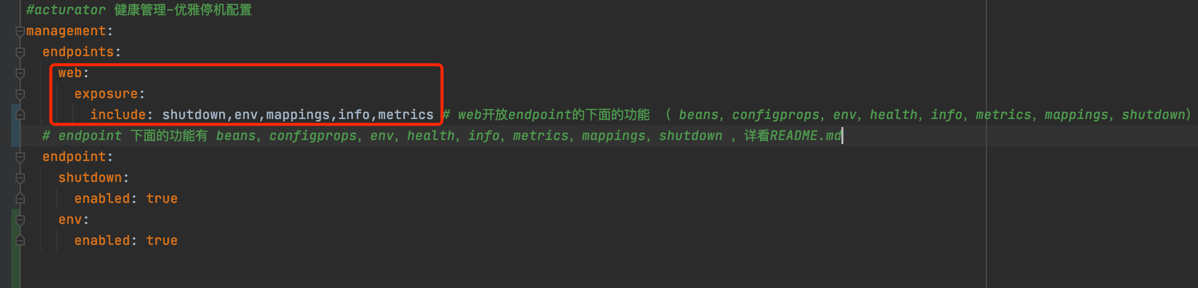 #acturator 健康管理-优雅停机配置
management:
  endpoints:
    web:
      exposure:
        include: shutdown,env,mappings,info,metrics # web开放endpoint的下面的功能 （ beans, configprops, env, health, info, metrics, mappings, shutdown）
  # endpoint 下面的功能有 beans, configprops, env, health, info, metrics, mappings, shutdown ，详看README.md
  endpoint:
    shutdown:
      enabled: true
    env:
      enabled: true